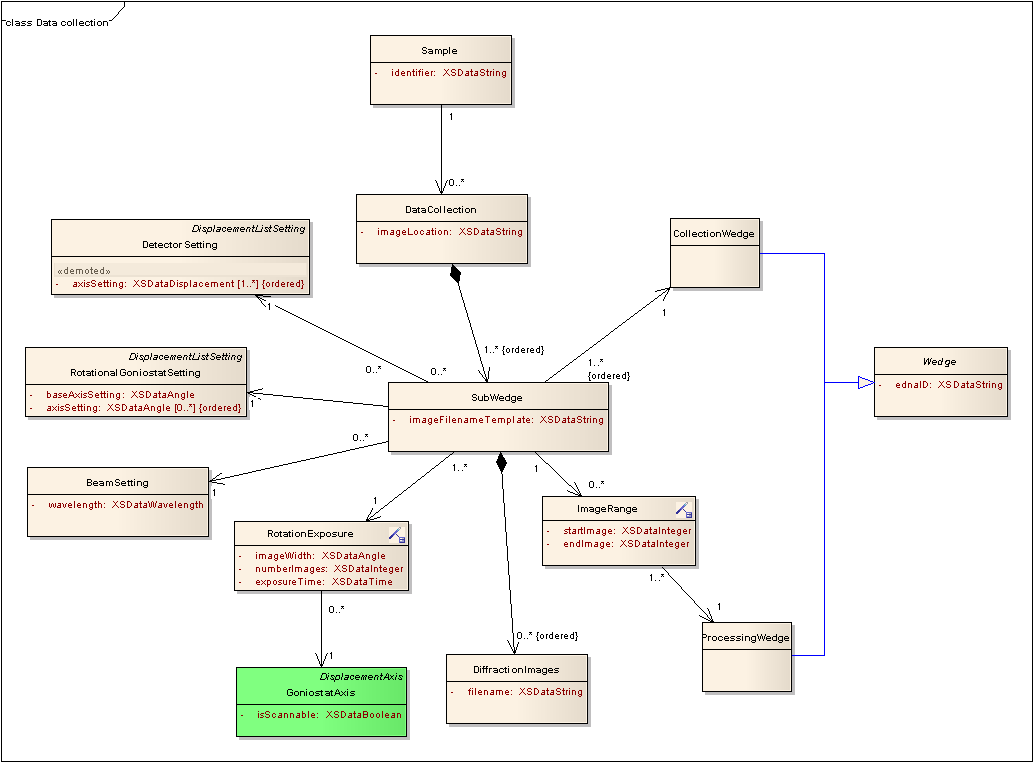 class Data collection
Sample
- identifier: XSDataString
1
0..*
DataCollection
- imageLocation: XSDataString
DisplacementListSetting
Detector Setting
«demoted»
- axisSetting: XSDataDisplacement [1..*] {ordered}
1
CollectionWedge
1
1..* {ordered}
1..*
{ordered}
0..*
0..*
DisplacementListSetting
RotationalGoniostatSetting
- baseAxisSetting: XSDataAngle
- axisSetting: XSDataAngle [0..*] {ordered}
1
SubWedge
- imageFilenameTemplate: XSDataString
Wedge
- ednaID: XSDataString
0..*
1..*
1
BeamSetting
- wavelength: XSDataWavelength
1
1
0..*
RotationExposure
- imageWidth: XSDataAngle
- numberImages: XSDataInteger
- exposureTime: XSDataTime
ImageRange
- startImage: XSDataInteger
- endImage: XSDataInteger
1..*
1
0..*
1
0..* {ordered}
ProcessingWedge
DisplacementAxis
GoniostatAxis
- isScannable: XSDataBoolean
DiffractionImages
- filename: XSDataString